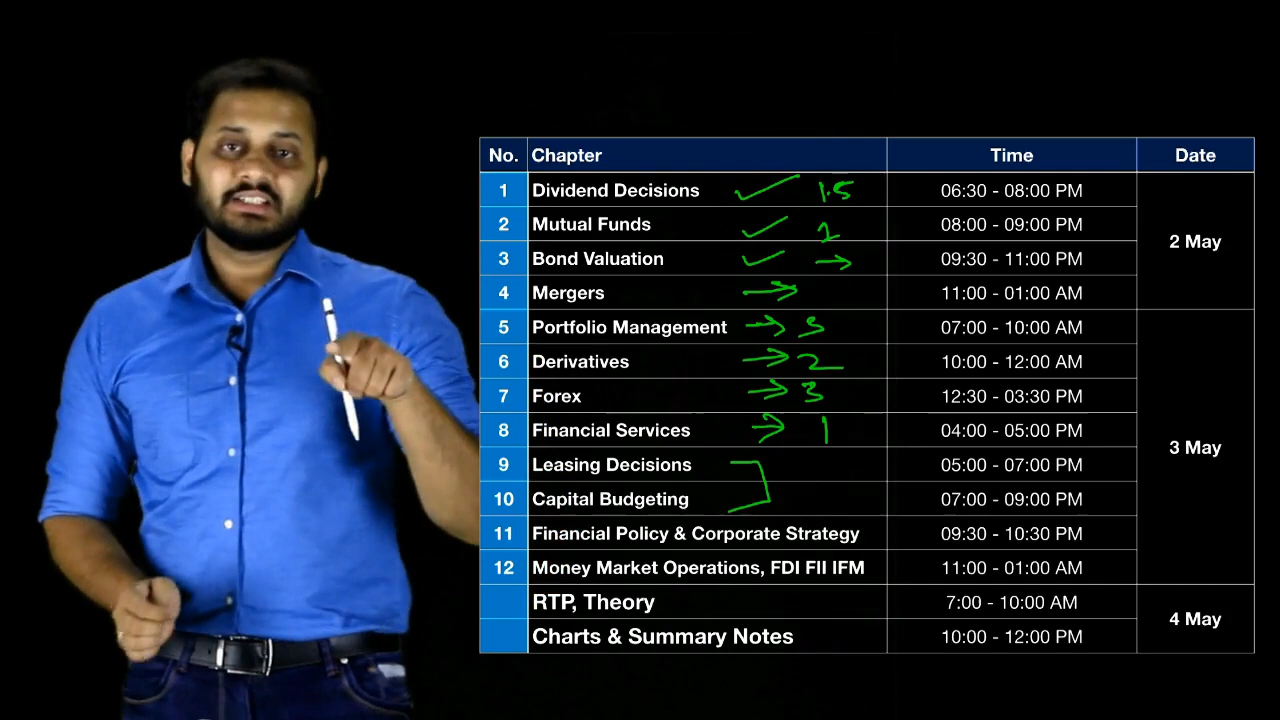 No. Chapter Time Date
1 Dividend Decisions 1.5 06:30 - 08:00 PM
2 Mutual Funds 1 08:00 - 09:00 PM
2 May
3 Bond Valuation 09:30 - 11:00 PM
4 Mergers 11:00 - 01:00 AM
5 Portfolio Management 07:00 - 10:00 AM
6 Derivatives 2 10:00 - 12:00 AM
7 Forex 3 12:30 - 03:30 PM
8 Financial Services 1 04:00 - 05:00 PM
3 May
9 Leasing Decisions 05:00 - 07:00 PM
10 Capital Budgeting 07:00 - 09:00 PM
11 Financial Policy & Corporate Strategy 09:30 - 10:30 PM
12 Money Market Operations, FDI FII IFM 11:00 - 01:00 AM
RTP, Theory 7:00 - 10:00 AM
4 May
Charts & Summary Notes 10:00 - 12:00 PM